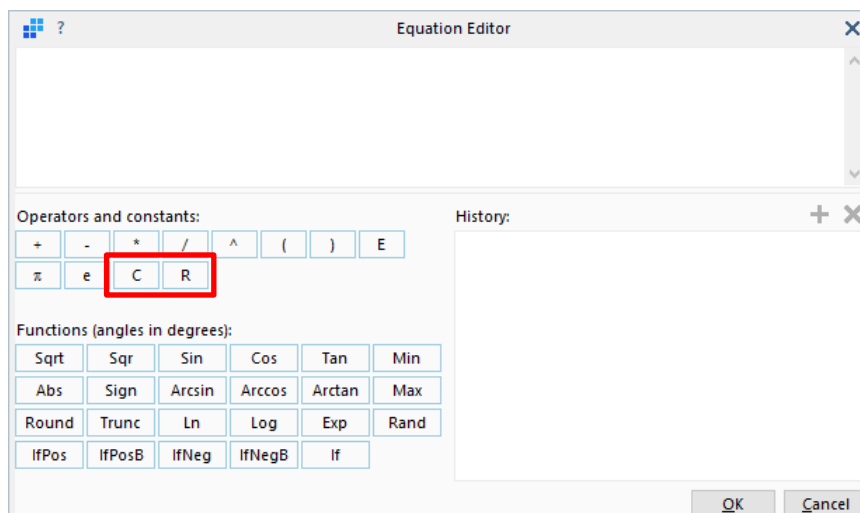 ? Equation Editor
Operators and constants:
+ - * / ^ ( ) E
π e C R
History:
Functions (angles in degrees):
Sqrt Sqr Sin Cos Tan Min
Abs Sign Arcsin Arccos Arctan Max
Round Trunc Ln Log Exp Rand
IfPos IfPosB IfNeg IfNegB If
OK Cancel